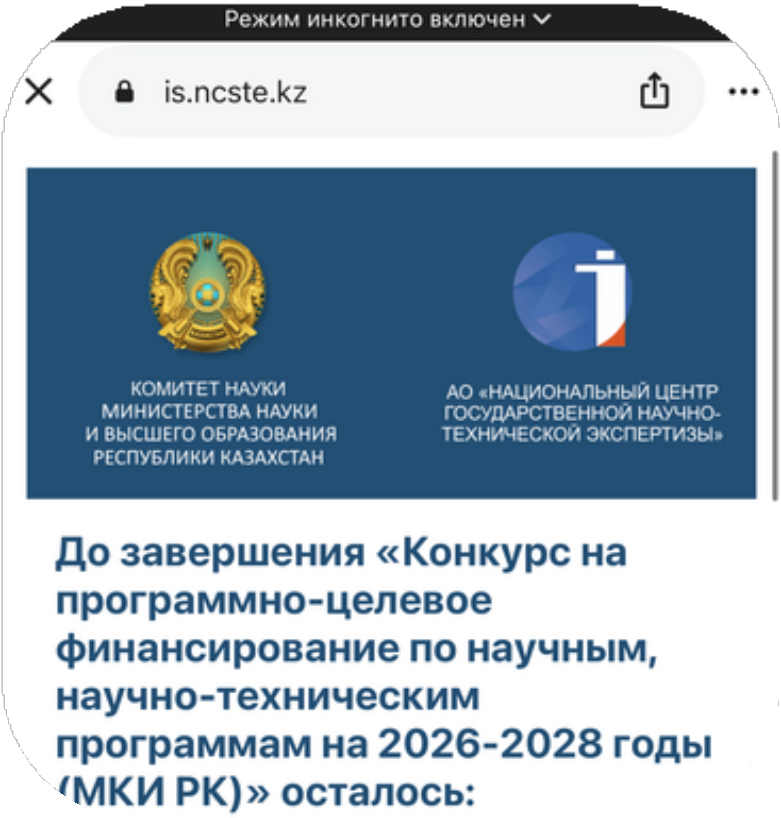 Режим инкогнито включен
is.ncste.kz
КОМИТЕТ НАУКИ
МИНИСТЕРСТВА НАУКИ
И ВЫСШЕГО ОБРАЗОВАНИЯ
РЕСПУБЛИКИ КАЗАХСТАН
АО «НАЦИОНАЛЬНЫЙ ЦЕНТР
ГОСУДАРСТВЕННОЙ НАУЧНО-
ТЕХНИЧЕСКОЙ ЭКСПЕРТИЗЫ»
До завершения «Конкурс на
программно-целевое
финансирование по научным,
научно-техническим
программам на 2026-2028 годы
(МКИ РК)» осталось: